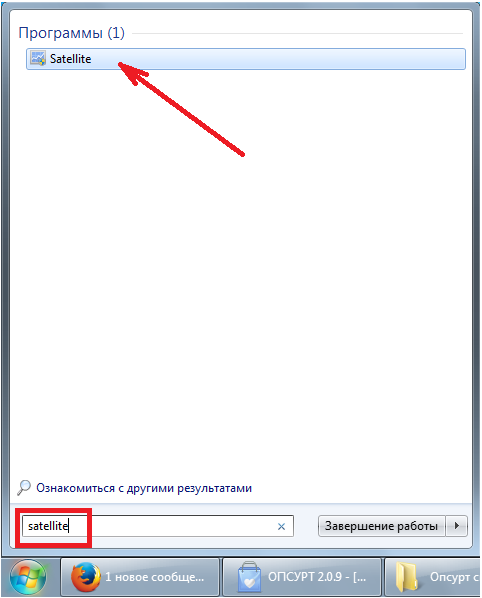 Программы (1)
Satellite
Ознакомиться с другими результатами
satellite
Завершение работы
1 новое сообще...
ОПСУРТ 2.0.9 - [...
Опсурт с